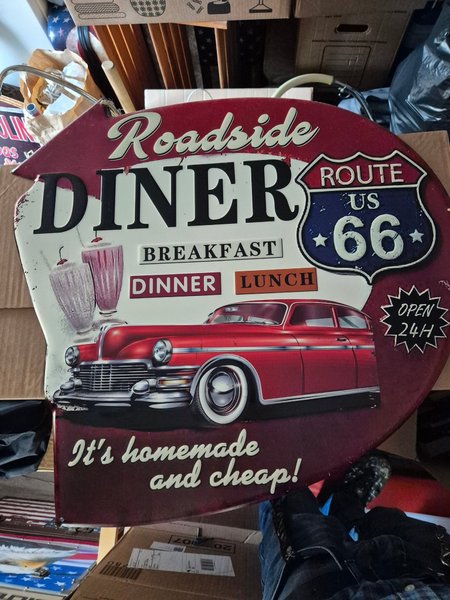 Roadside
DINER
ROUTE
US
66
BREAKFAST
DINNER LUNCH
OPEN
24H
It's homemade
and cheap!